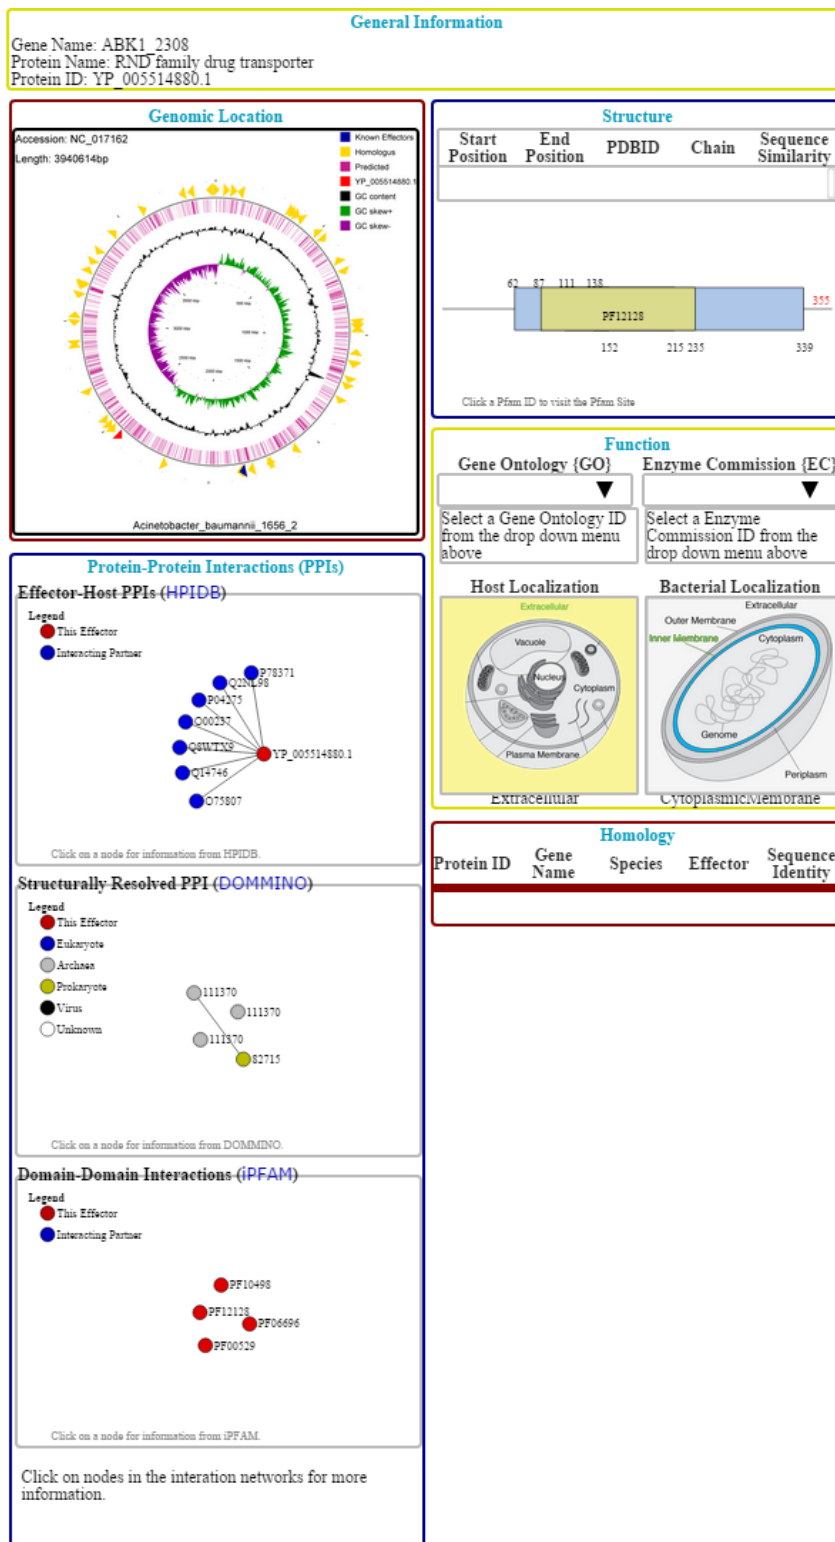 General Information
Gene Name: ABK1_2308
Protein Name: RND family drug transporter
Protein ID: YP_005514880.1
Genomic Location
Accession: NC_017162
Length: 3940614bp
Known Effectors
Homologus
Predicted
YP_005514880.1
GC content
GC skew+
GC skew-
Acinetobacter_baumannii_1656_2
Structure
Start Position
End Position
PDBID
Chain
Sequence Similarity
62 87 111 138
355
PF12128
152 215 235 339
Click a Pfam ID to visit the Pfam Site
Function
Gene Ontology {GO}
Enzyme Commission {EC}
Select a Gene Ontology ID
from the drop down menu
above
Select a Enzyme
Commission ID from the
drop down menu above
Host Localization
Extracellular
Vacuole
Nucleus
Cytoplasm
Plasma Membrane
Extracellular
Bacterial Localization
Extracellular
Outer Membrane
Inner Membrane
Cytoplasm
Genome
Periplasm
CytoplasmicMembrane
Protein-Protein Interactions (PPIs)
Effector-Host PPIs (HPIDB)
Legend
This Effector
Interacting Partner
P78371
Q2NL98
P04275
Q00237
Q8WTX9
YP_005514880.1
Q14746
O75807
Click on a node for information from HPIDB.
Structurally Resolved PPI (DOMMINO)
Legend
This Effector
Eukaryote
Archaea
Prokaryote
Virus
Unknown
111370
111370
111370
82715
Click on a node for information from DOMMINO.
Domain-Domain Interactions (iPFAM)
Legend
This Effector
Interacting Partner
PF10498
PF12128
PF06696
PF00529
Click on a node for information from iPFAM.
Click on nodes in the interation networks for more
information.
Homology
Protein ID
Gene Name
Species
Effector
Sequence Identity